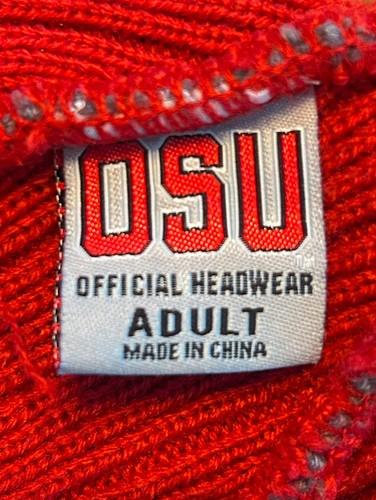 OSU
TM
OFFICIAL HEADWEAR
ADULT
MADE IN CHINA